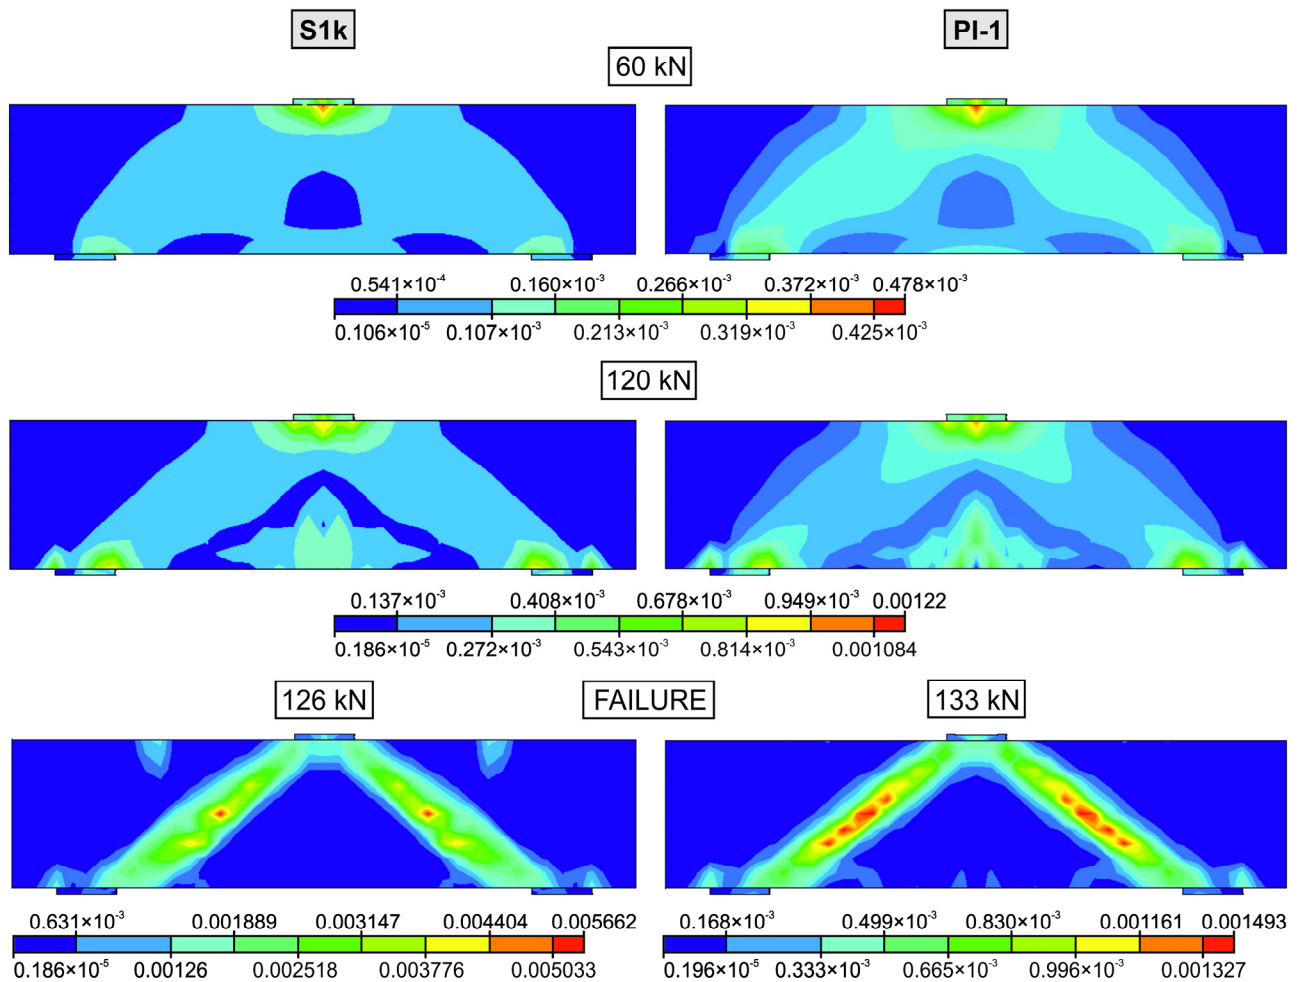 S1k PI-1
60 kN
0.541×10⁻⁴ 0.160×10⁻³ 0.266×10⁻³ 0.372×10⁻³ 0.478×10⁻³
0.106×10⁻⁵ 0.107×10⁻³ 0.213×10⁻³ 0.319×10⁻³ 0.425×10⁻³
120 kN
0.137×10⁻³ 0.408×10⁻³ 0.678×10⁻³ 0.949×10⁻³ 0.00122
0.186×10⁻⁵ 0.272×10⁻³ 0.543×10⁻³ 0.814×10⁻³ 0.001084
126 kN FAILURE 133 kN
0.631×10⁻³ 0.001889 0.003147 0.004404 0.005662
0.186×10⁻⁵ 0.00126 0.002518 0.003776 0.005033
0.168×10⁻³ 0.499×10⁻³ 0.830×10⁻³ 0.001161 0.001493
0.196×10⁻⁵ 0.333×10⁻³ 0.665×10⁻³ 0.996×10⁻³ 0.001327